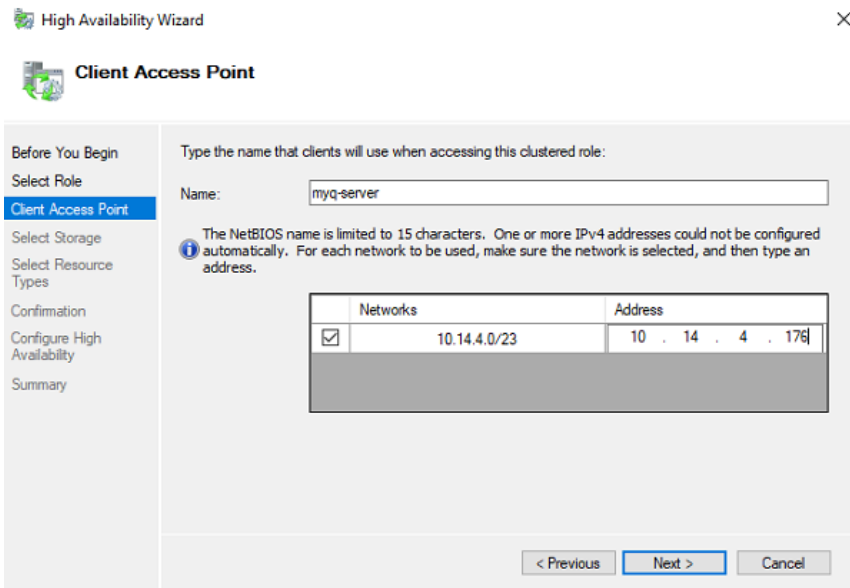 High Availability Wizard
Client Access Point
Before You Begin
Select Role
Client Access Point
Select Storage
Select Resource
Types
Confirmation
Configure High
Availability
Summary
Type the name that clients will use when accessing this clustered role:
Name: myq-server
The NetBIOS name is limited to 15 characters. One or more IPv4 addresses could not be configured
automatically. For each network to be used, make sure the network is selected, and then type an
address.
Networks Address
10.14.4.0/23 10 . 14 . 4 . 176
< Previous Next > Cancel